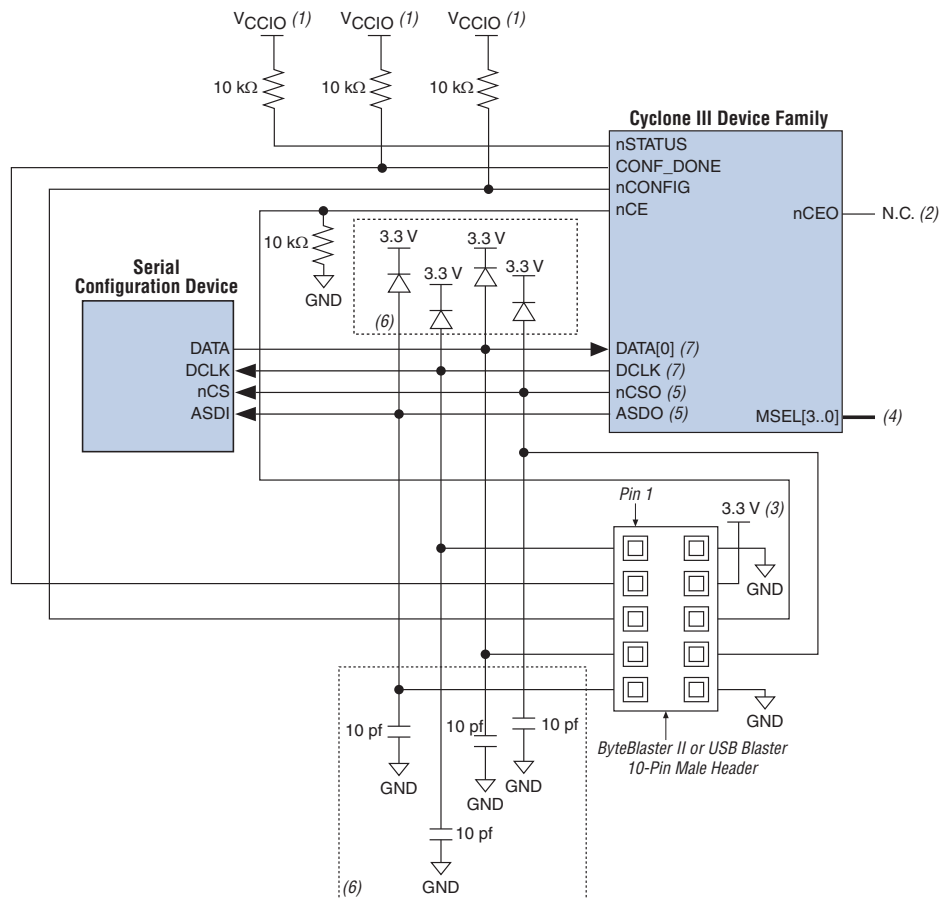 VCCIO (1) VCCIO (1) VCCIO (1)
10 kΩ 10 kΩ 10 kΩ
Cyclone III Device Family
nSTATUS
CONF_DONE
nCONFIG
nCE
nCEO N.C. (2)
10 kΩ
GND
3.3 V 3.3 V
3.3 V 3.3 V
(6)
Serial
Configuration Device
DATA DATA[0] (7)
DCLK DCLK (7)
nCS nCSO (5)
ASDI ASDO (5)
MSEL[3..0] (4)
Pin 1
3.3 V (3)
GND
GND
10 pf 10 pf 10 pf
GND GND GND
10 pf
GND
(6)
ByteBlaster II or USB Blaster
10-Pin Male Header